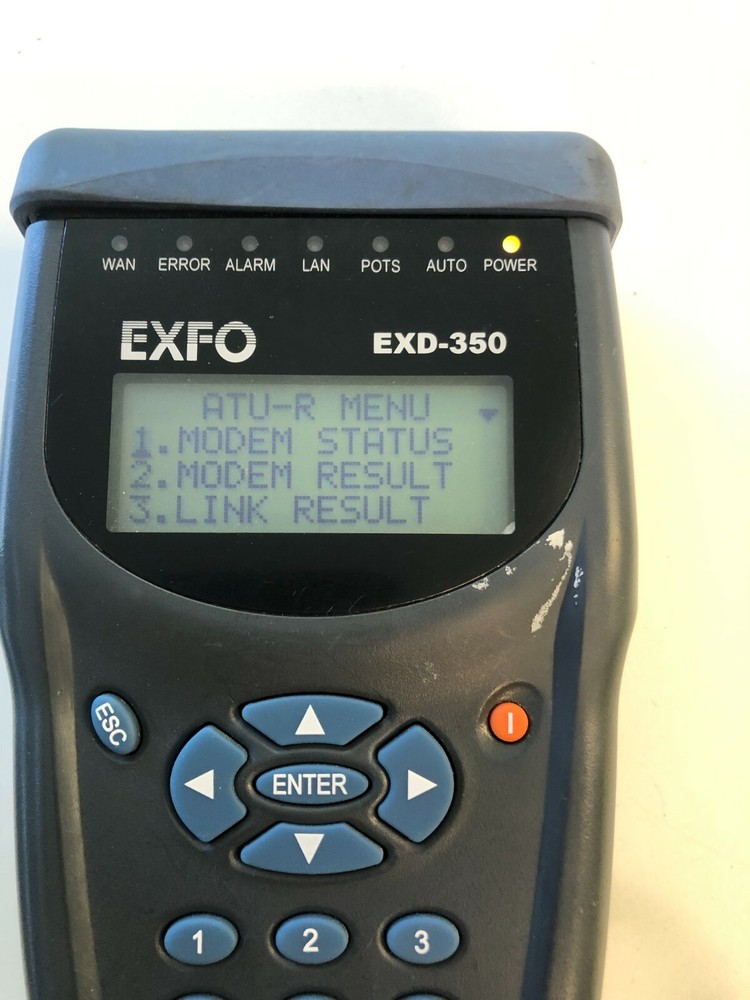 WAN ERROR ALARM LAN POTS AUTO POWER
EXFO EXD-350
ATU-R MENU
1.MODEM STATUS
2.MODEM RESULT
3.LINK RESULT
ESC
I
ENTER
1 2 3